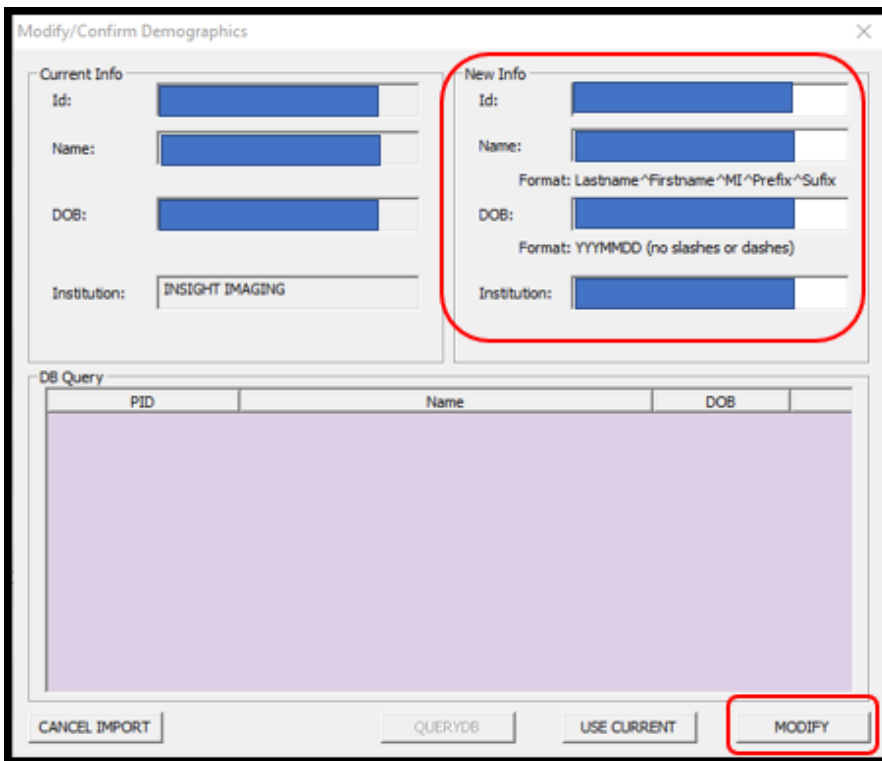 Modify/Confirm Demographics
Current Info
Id:
Name:
DOB:
Institution: INSIGHT IMAGING
New Info
Id:
Name:
Format: Lastname^Firstname^MI^Prefix^Sufix
DOB:
Format: YYYMMDD (no slashes or dashes)
Institution:
DB Query
PID Name DOB
CANCEL IMPORT QUERYDB USE CURRENT MODIFY